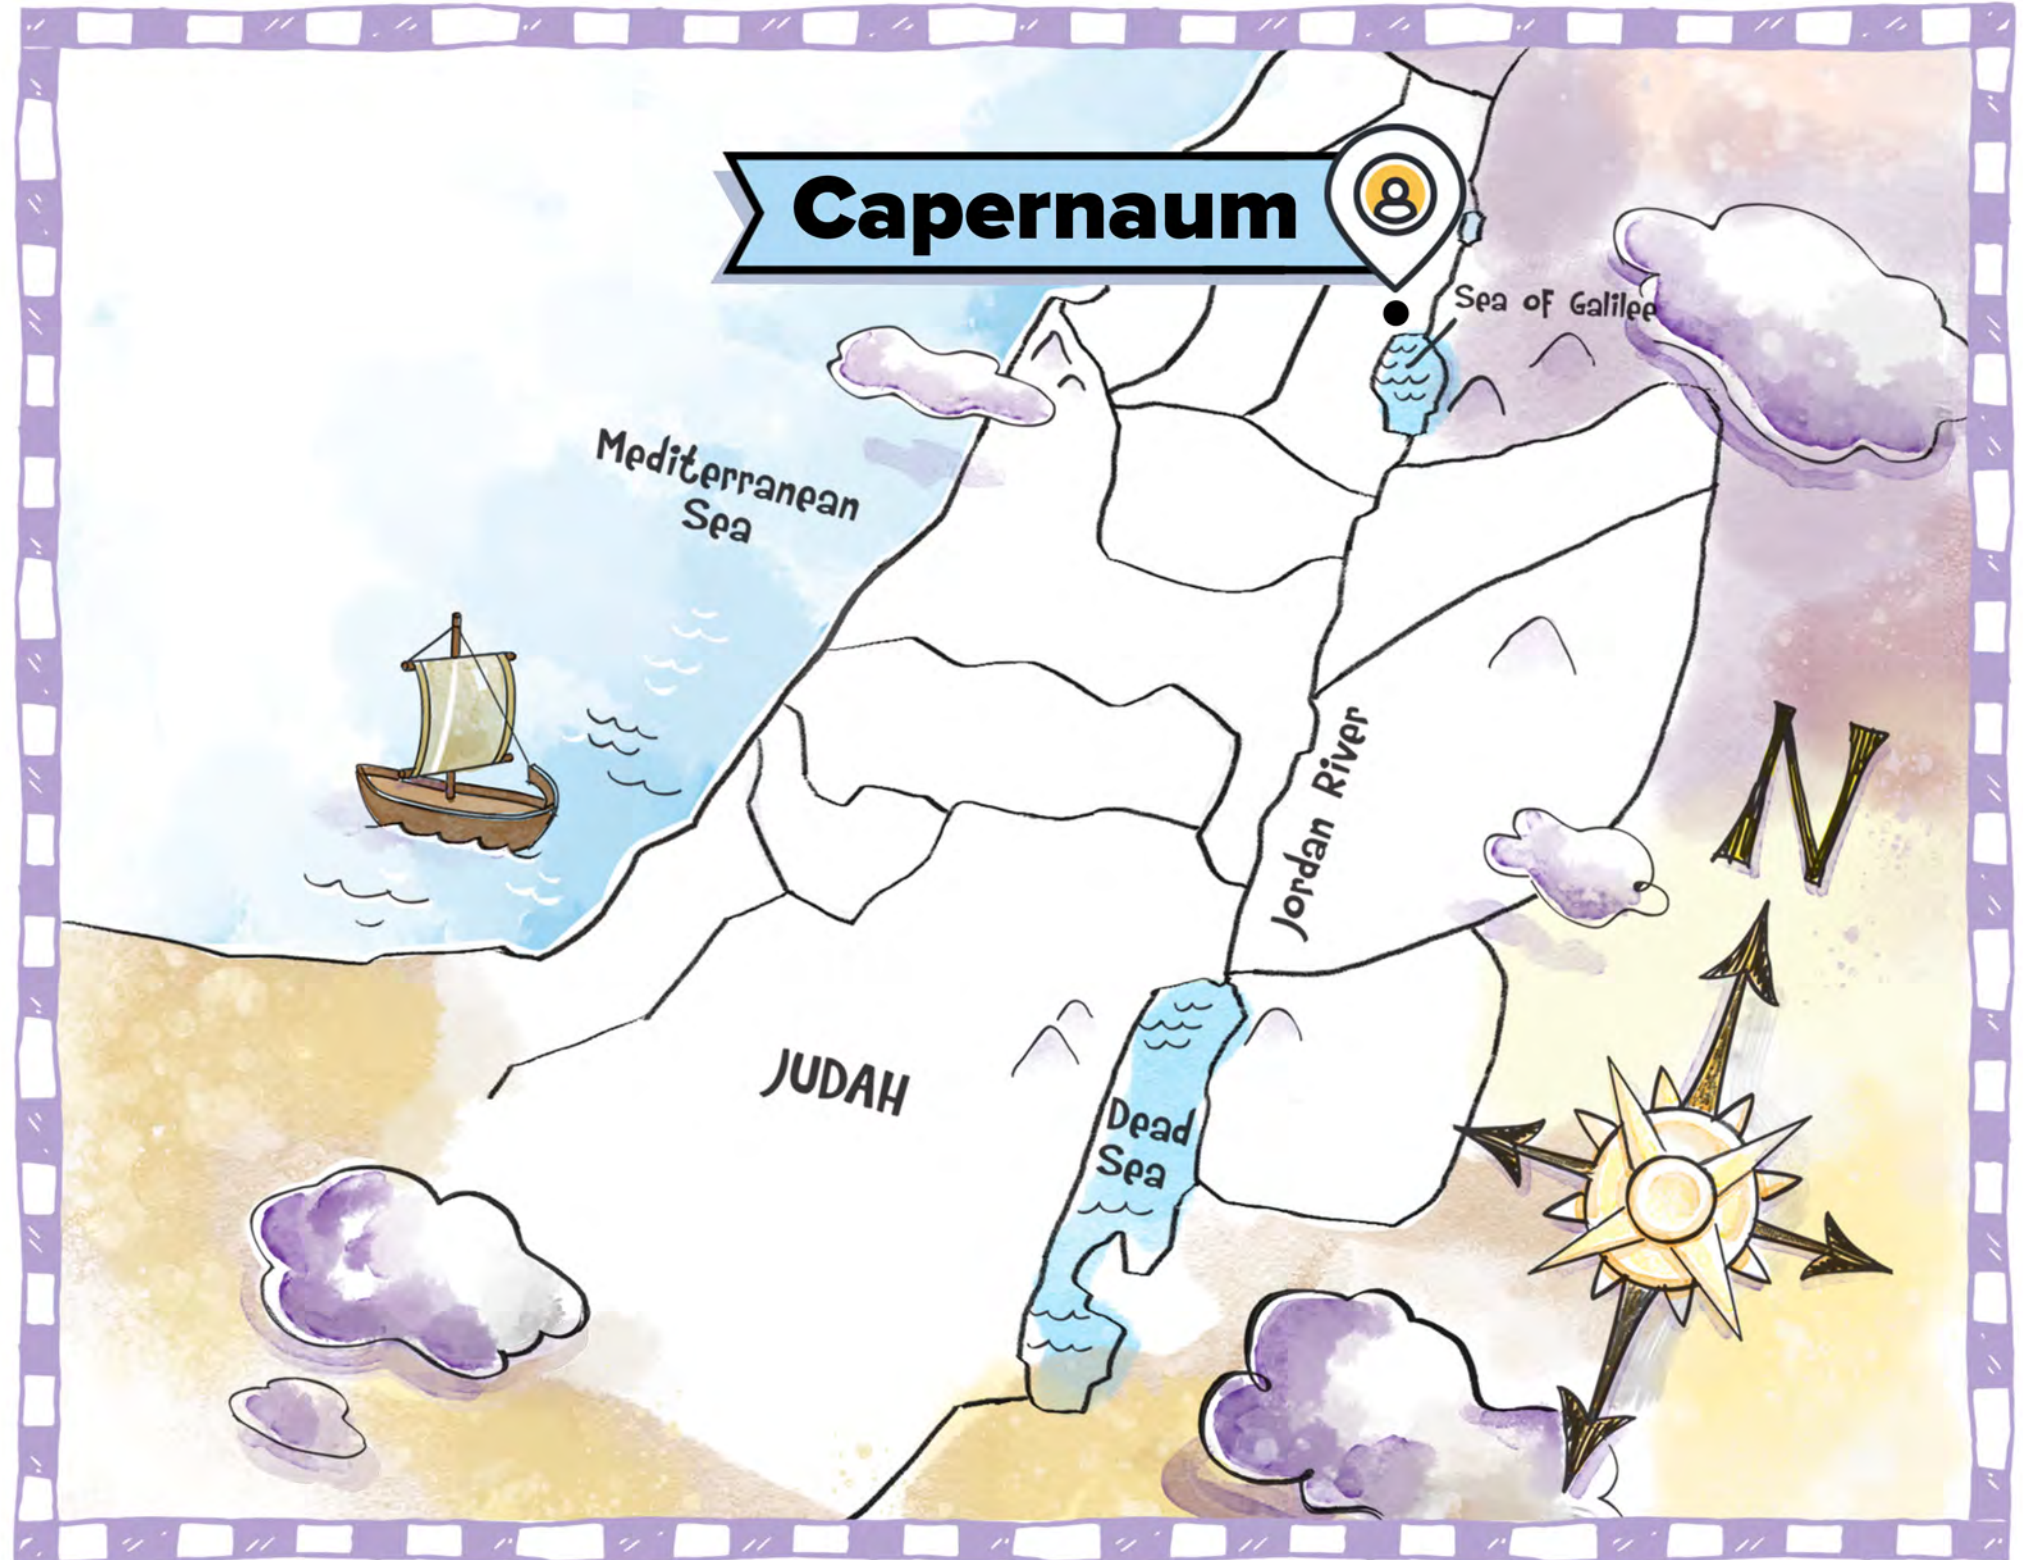 Capernaum
Sea of Galilee
Mediterranean
Sea
Jordan River
N
JUDAH
Dead
Sea